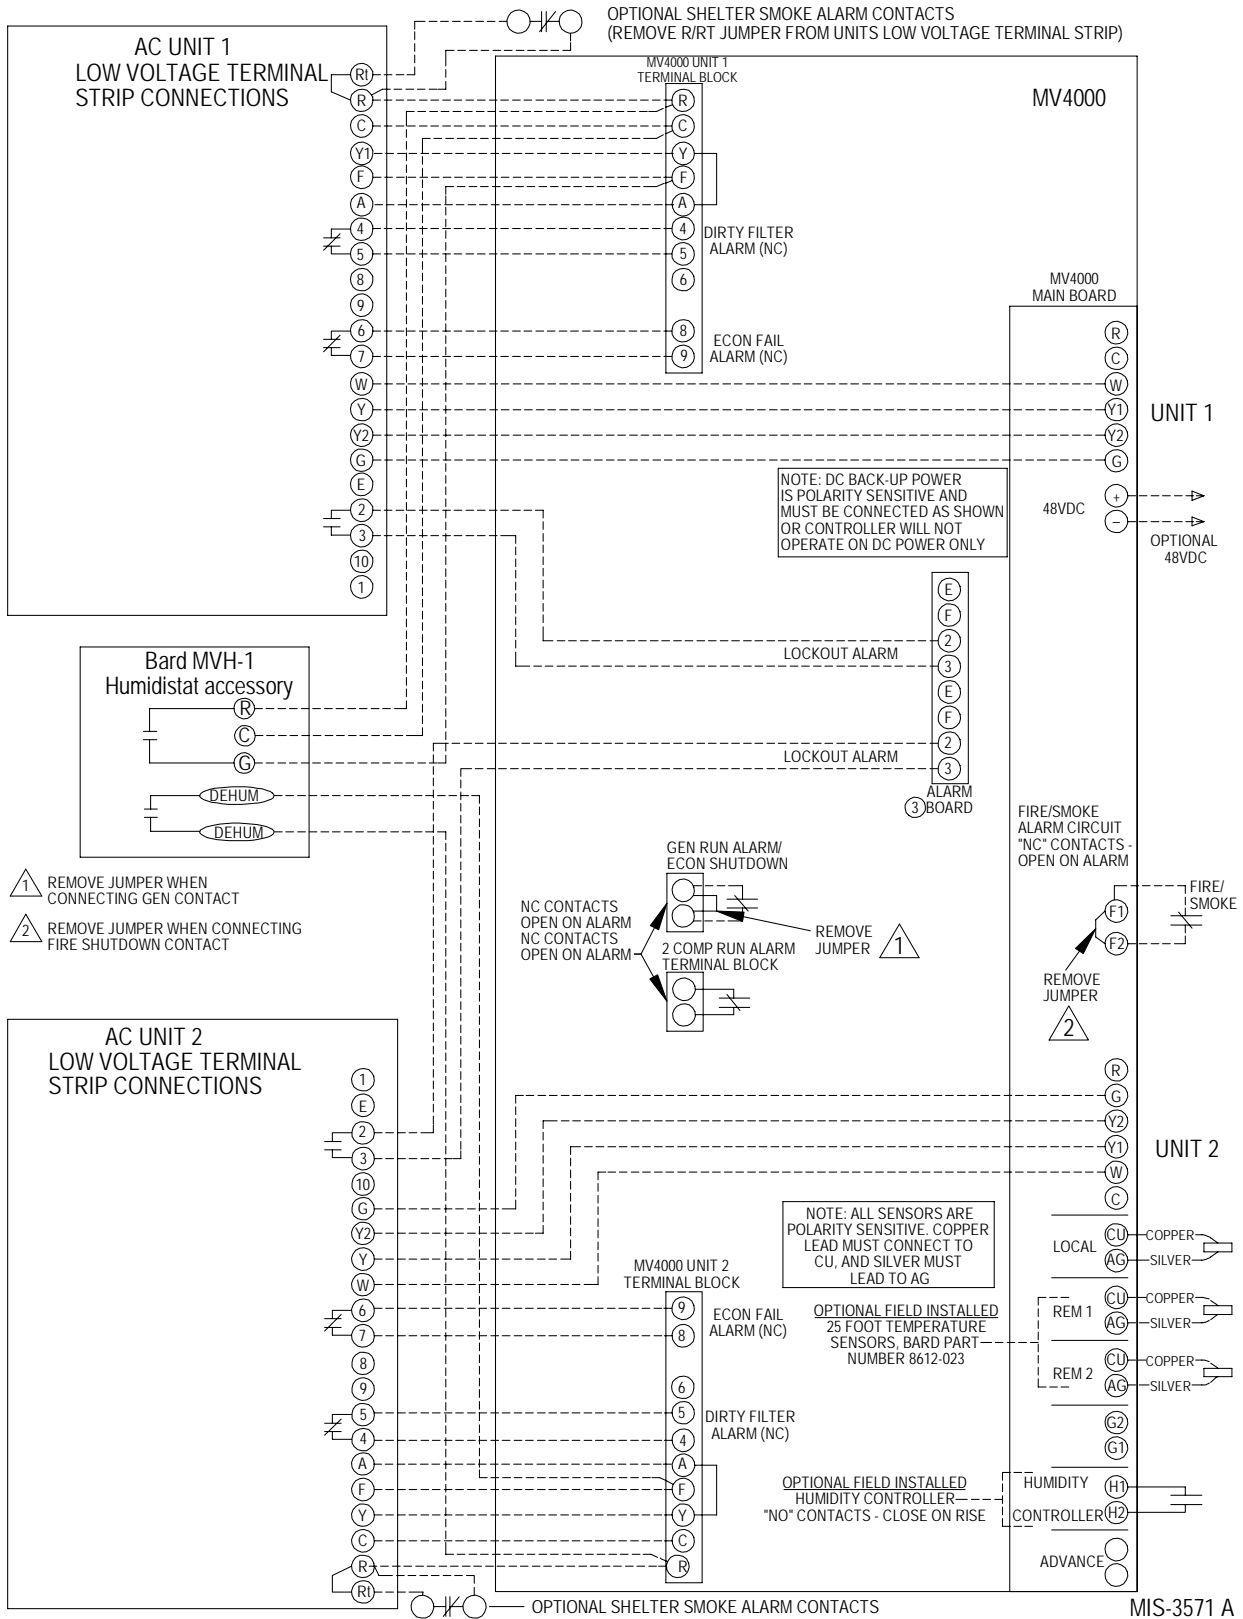 OPTIONAL SHELTER SMOKE ALARM CONTACTS
(REMOVE R/RT JUMPER FROM UNITS LOW VOLTAGE TERMINAL STRIP)
AC UNIT 1
LOW VOLTAGE TERMINAL
STRIP CONNECTIONS
Rt
R
C
Y1
F
A
4
5
8
9
6
7
W
Y
Y2
G
E
2
3
10
1
MV4000 UNIT 1
TERMINAL BLOCK
R
C
Y
F
A
4
5
6
8
9
DIRTY FILTER
ALARM (NC)
ECON FAIL
ALARM (NC)
MV4000
MV4000
MAIN BOARD
R
C
W
Y1
Y2
G
UNIT 1
48VDC
+
–
OPTIONAL
48VDC
NOTE: DC BACK-UP POWER
IS POLARITY SENSITIVE AND
MUST BE CONNECTED AS SHOWN
OR CONTROLLER WILL NOT
OPERATE ON DC POWER ONLY
E
F
2
3
E
F
2
3
LOCKOUT ALARM
LOCKOUT ALARM
ALARM
3 BOARD
Bard MVH-1
Humidistat accessory
R
C
G
DEHUM
DEHUM
1 REMOVE JUMPER WHEN
CONNECTING GEN CONTACT
2 REMOVE JUMPER WHEN CONNECTING
FIRE SHUTDOWN CONTACT
GEN RUN ALARM/
ECON SHUTDOWN
NC CONTACTS
OPEN ON ALARM
NC CONTACTS
OPEN ON ALARM
REMOVE
JUMPER
1
2 COMP RUN ALARM
TERMINAL BLOCK
FIRE/SMOKE
ALARM CIRCUIT
"NC" CONTACTS -
OPEN ON ALARM
FIRE/
SMOKE
F1
F2
REMOVE
JUMPER
2
AC UNIT 2
LOW VOLTAGE TERMINAL
STRIP CONNECTIONS
1
E
2
3
10
G
Y2
Y
W
6
7
8
9
5
4
A
F
Y
C
R
Rt
MV4000 UNIT 2
TERMINAL BLOCK
9
8
6
5
4
A
F
Y
C
R
ECON FAIL
ALARM (NC)
DIRTY FILTER
ALARM (NC)
R
G
Y2
Y1
W
C
UNIT 2
NOTE: ALL SENSORS ARE
POLARITY SENSITIVE. COPPER
LEAD MUST CONNECT TO
CU, AND SILVER MUST
LEAD TO AG
LOCAL
CU
COPPER
AG
SILVER
REM 1
CU
COPPER
AG
SILVER
REM 2
CU
COPPER
AG
SILVER
OPTIONAL FIELD INSTALLED
25 FOOT TEMPERATURE
SENSORS, BARD PART
NUMBER 8612-023
G2
G1
OPTIONAL FIELD INSTALLED
HUMIDITY CONTROLLER
"NO" CONTACTS - CLOSE ON RISE
HUMIDITY
CONTROLLER
H1
H2
ADVANCE
OPTIONAL SHELTER SMOKE ALARM CONTACTS
MIS-3571 A